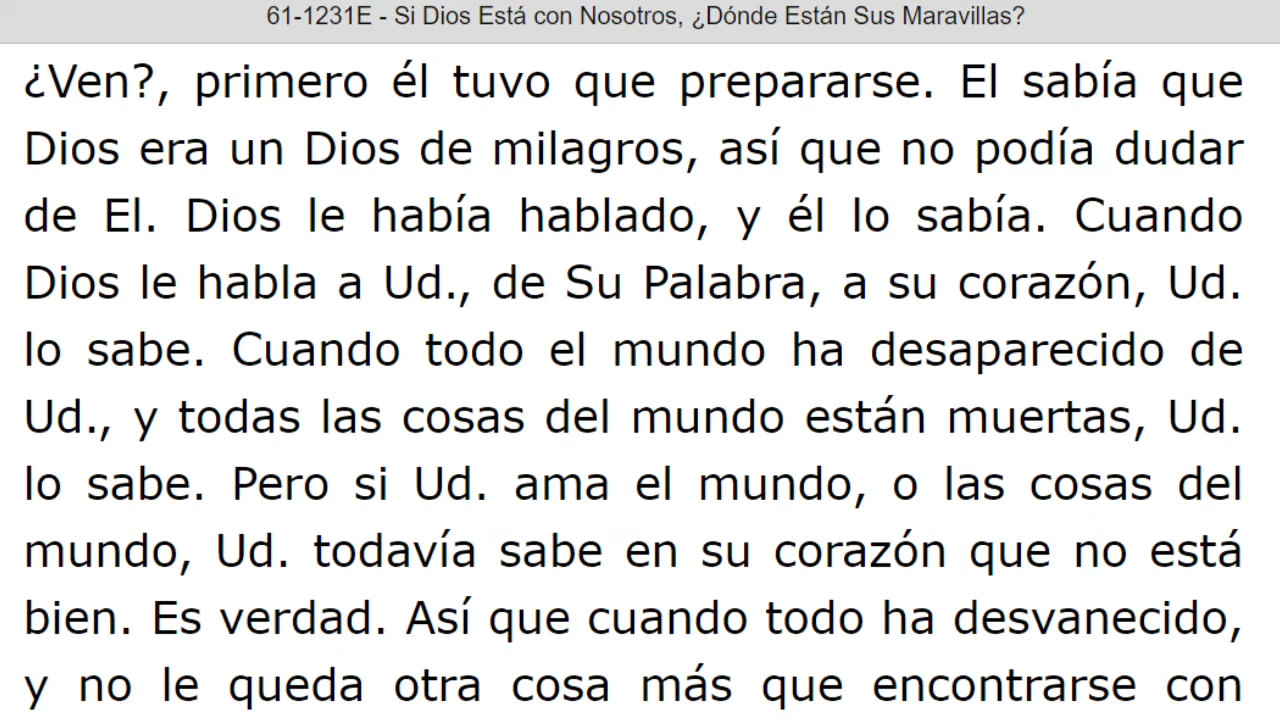 61-1231E - Si Dios Está con Nosotros, ¿Dónde Están Sus Maravillas?
¿Ven?, primero él tuvo que prepararse. El sabía que
Dios era un Dios de milagros, así que no podía dudar
de El. Dios le había hablado, y él lo sabía. Cuando
Dios le habla a Ud., de Su Palabra, a su corazón, Ud.
lo sabe. Cuando todo el mundo ha desaparecido de
Ud., y todas las cosas del mundo están muertas, Ud.
lo sabe. Pero si Ud. ama el mundo, o las cosas del
mundo, Ud. todavía sabe en su corazón que no está
bien. Es verdad. Así que cuando todo ha desvanecido,
y no le queda otra cosa más que encontrarse con